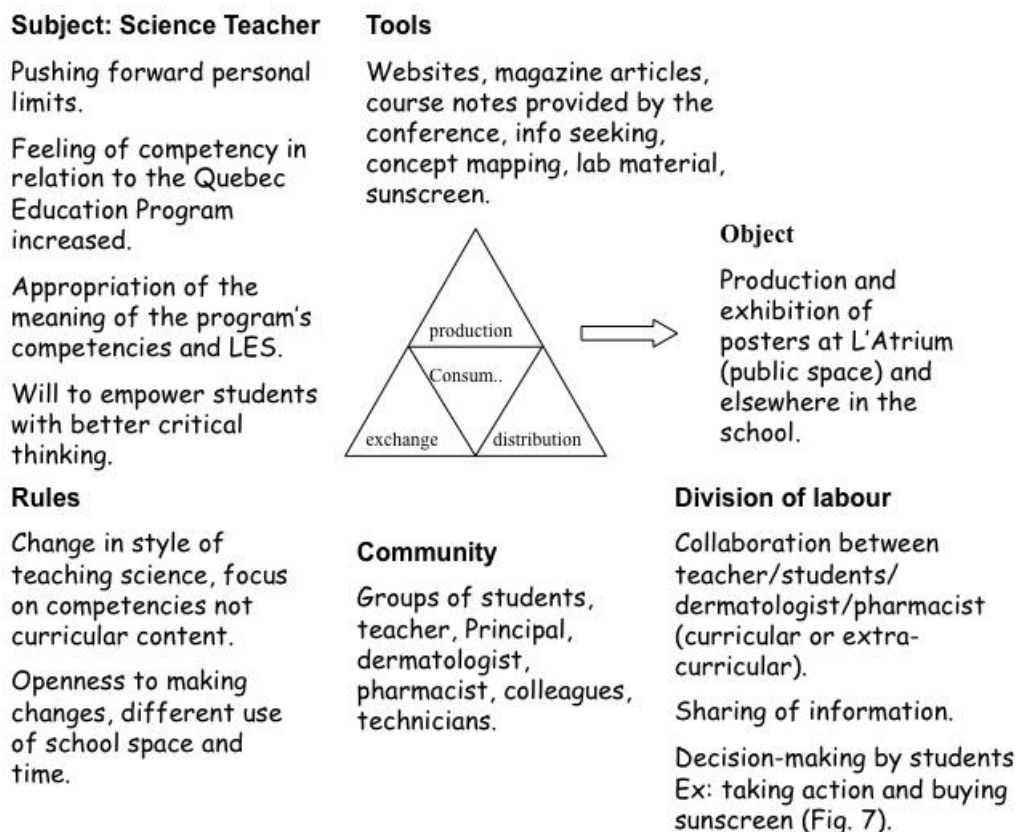 Subject: Science Teacher
Pushing forward personal
limits.
Feeling of competency in
relation to the Quebec
Education Program
increased.
Appropriation of the
meaning of the program's
competencies and LES.
Will to empower students
with better critical
thinking.
Tools
Websites, magazine articles,
course notes provided by the
conference, info seeking,
concept mapping, lab material,
sunscreen.
production
Consum..
exchange
distribution
Object
Production and
exhibition of
posters at L'Atrium
(public space) and
elsewhere in the
school.
Rules
Change in style of
teaching science, focus
on competencies not
curricular content.
Openness to making
changes, different use
of school space and
time.
Community
Groups of students,
teacher, Principal,
dermatologist,
pharmacist, colleagues,
technicians.
Division of labour
Collaboration between
teacher/students/
dermatologist/pharmacist
(curricular or extra-
curricular).
Sharing of information.
Decision-making by students
Ex: taking action and buying
sunscreen (Fig. 7).